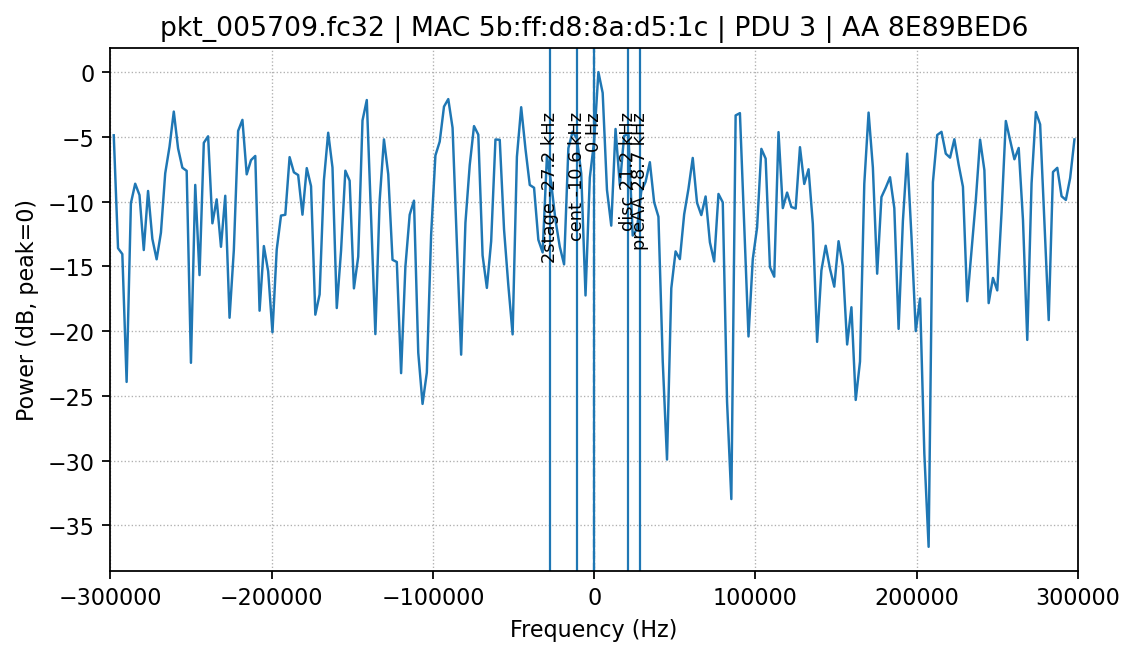 pkt_005709.fc32 | MAC 5b:ff:d8:8a:d5:1c | PDU 3 | AA 8E89BED6
Power (dB, peak=0)
0
−5
−10
−15
−20
−25
−30
−35
2stage -27.2 kHz
cent -10.6 kHz
0 Hz
disc 21.2 kHz
preAA 28.7 kHz
−300000
−200000
−100000
0
100000
200000
300000
Frequency (Hz)